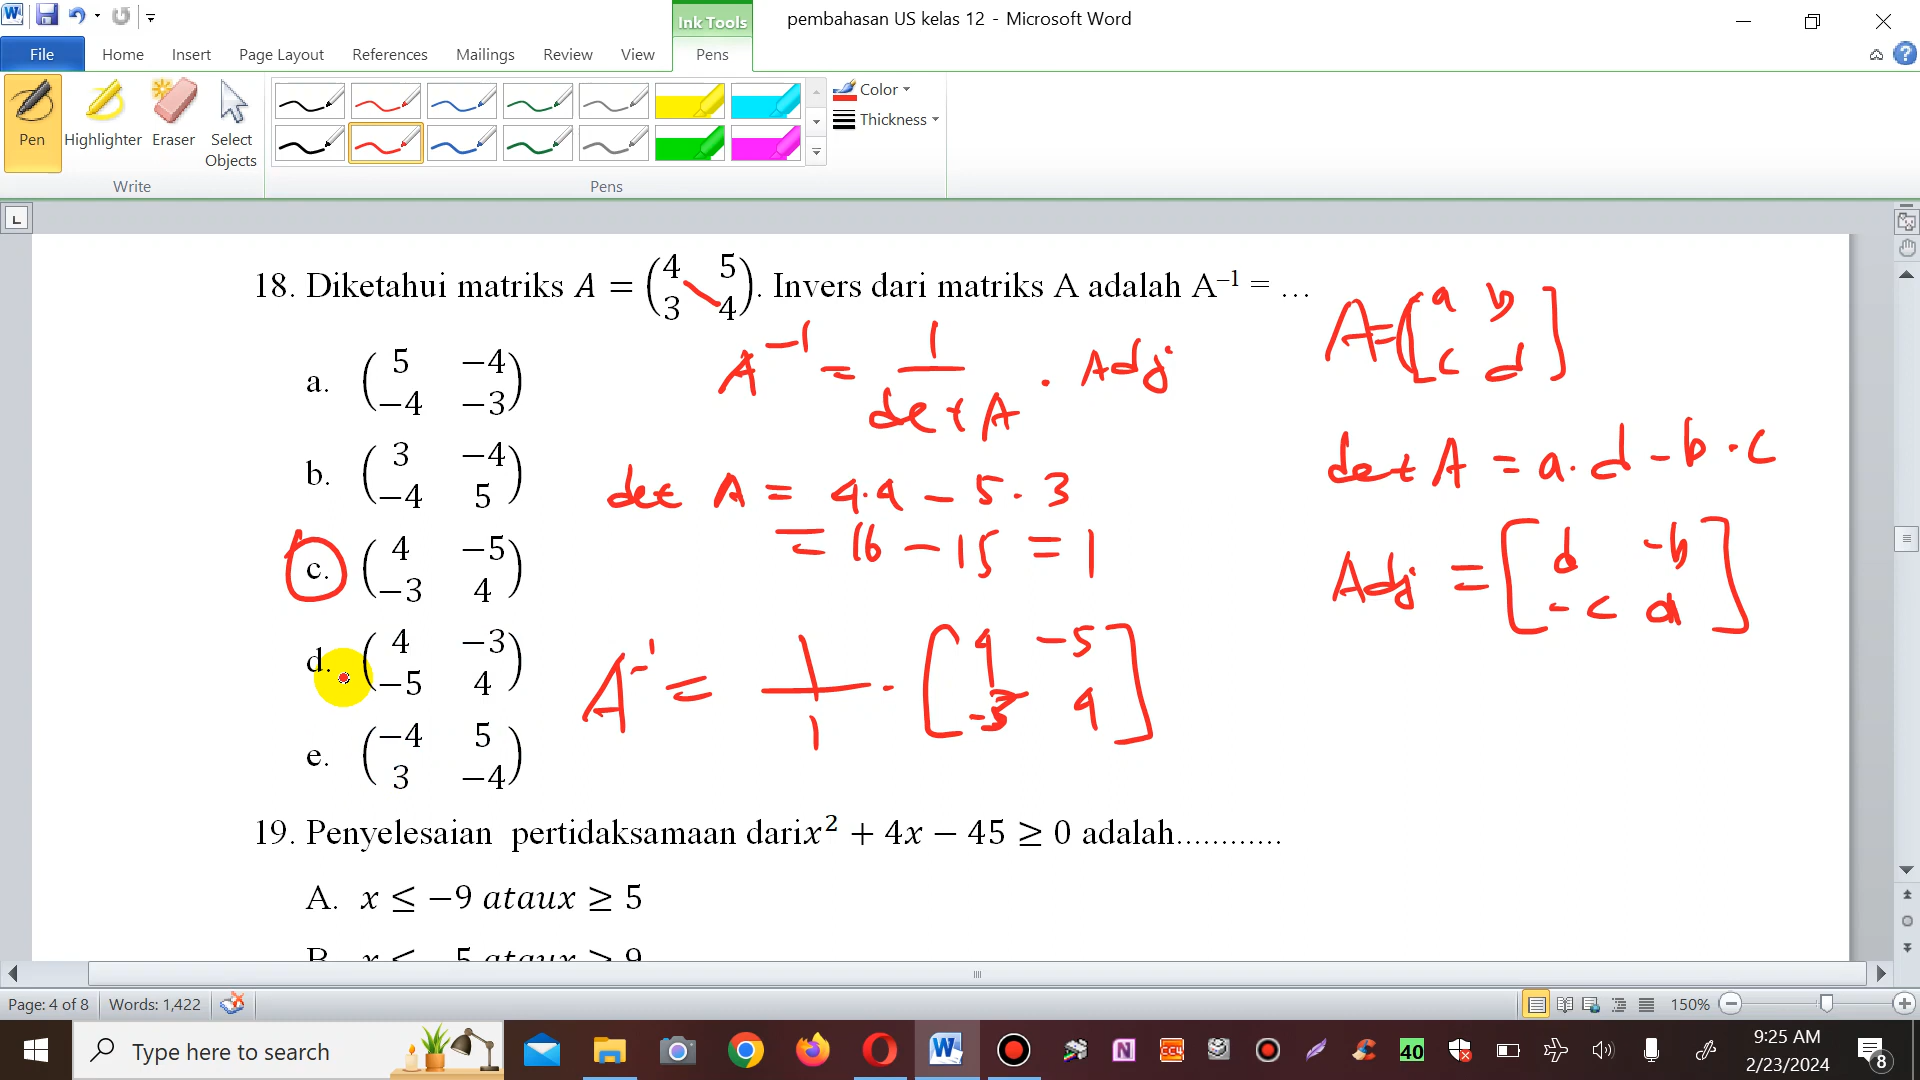 Ink Tools
pembahasan US kelas 12 - Microsoft Word
File Home Insert Page Layout References Mailings Review View Pens
Pen Highlighter Eraser Select Objects
Color
Thickness
Write
Pens
18. Diketahui matriks A = (4 5
3 4). Invers dari matriks A adalah A⁻¹ = …
a. (5 −4
−4 −3)
b. (3 −4
−4 5)
c. (4 −5
−3 4)
d. (4 −3
−5 4)
e. (−4 5
3 −4)
A⁻¹ = 1/det A . Adj
det A = 4.4 − 5.3
= 16 − 15 = 1
A⁻¹ = 1/1 . [4 −5
−3 4]
A = [a b
c d]
det A = a.d − b.c
Adj = [d −b
−c a]
19. Penyelesaian pertidaksamaan darix² + 4x − 45 ≥ 0 adalah............
A. x ≤ −9 ataux ≥ 5
Page: 4 of 8 Words: 1,422 150%
Type here to search
CC4
40
9:25 AM
2/23/2024
8